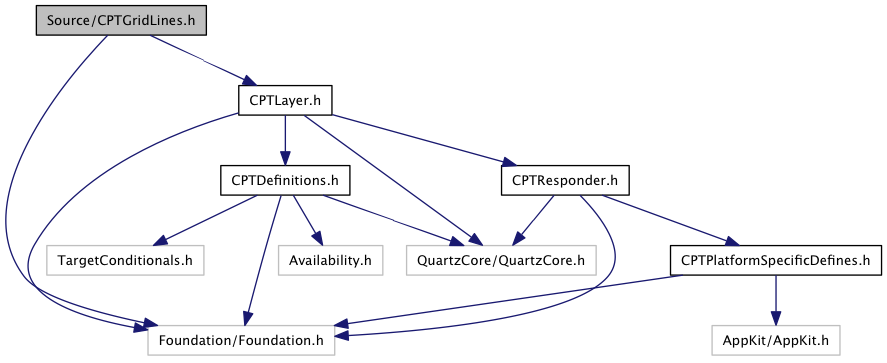 Source/CPTGridLines.h
CPTLayer.h
CPTDefinitions.h
CPTResponder.h
TargetConditionals.h
Availability.h
QuartzCore/QuartzCore.h
CPTPlatformSpecificDefines.h
Foundation/Foundation.h
AppKit/AppKit.h